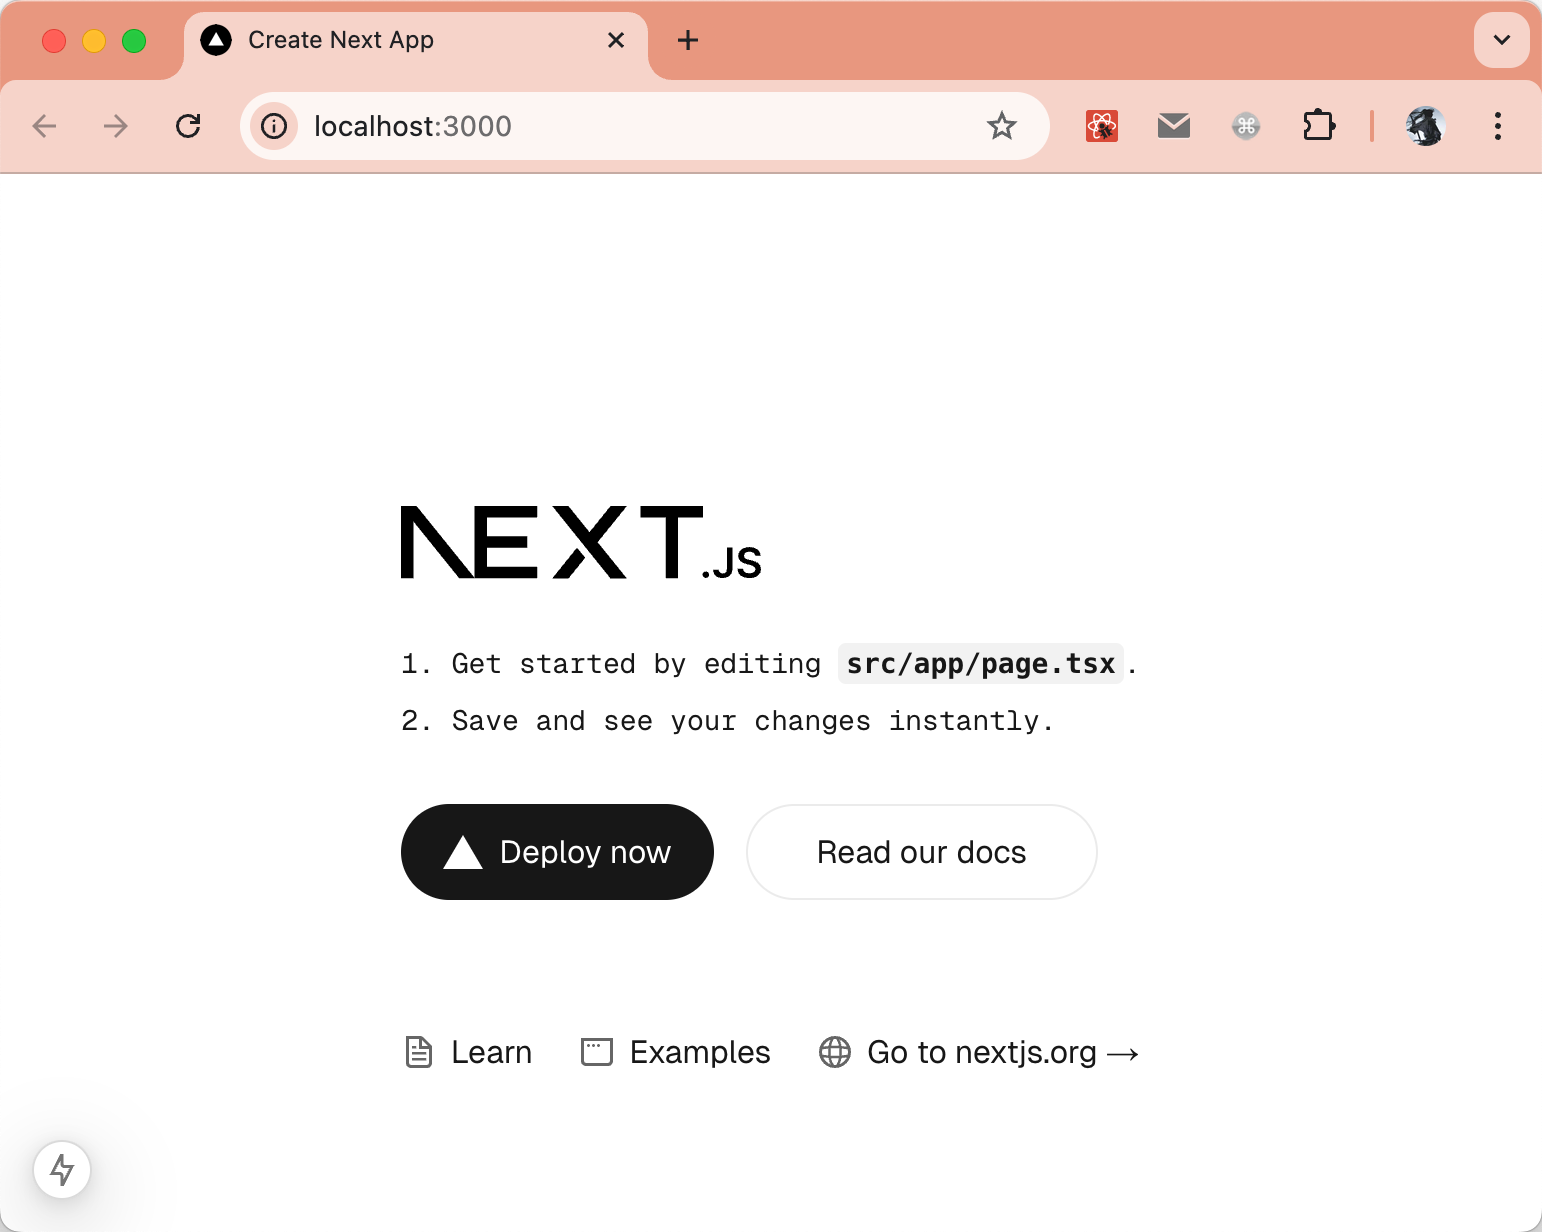 Create Next App
localhost:3000
NEXT.JS
1. Get started by editing src/app/page.tsx.
2. Save and see your changes instantly.
Deploy now Read our docs
Learn Examples Go to nextjs.org →